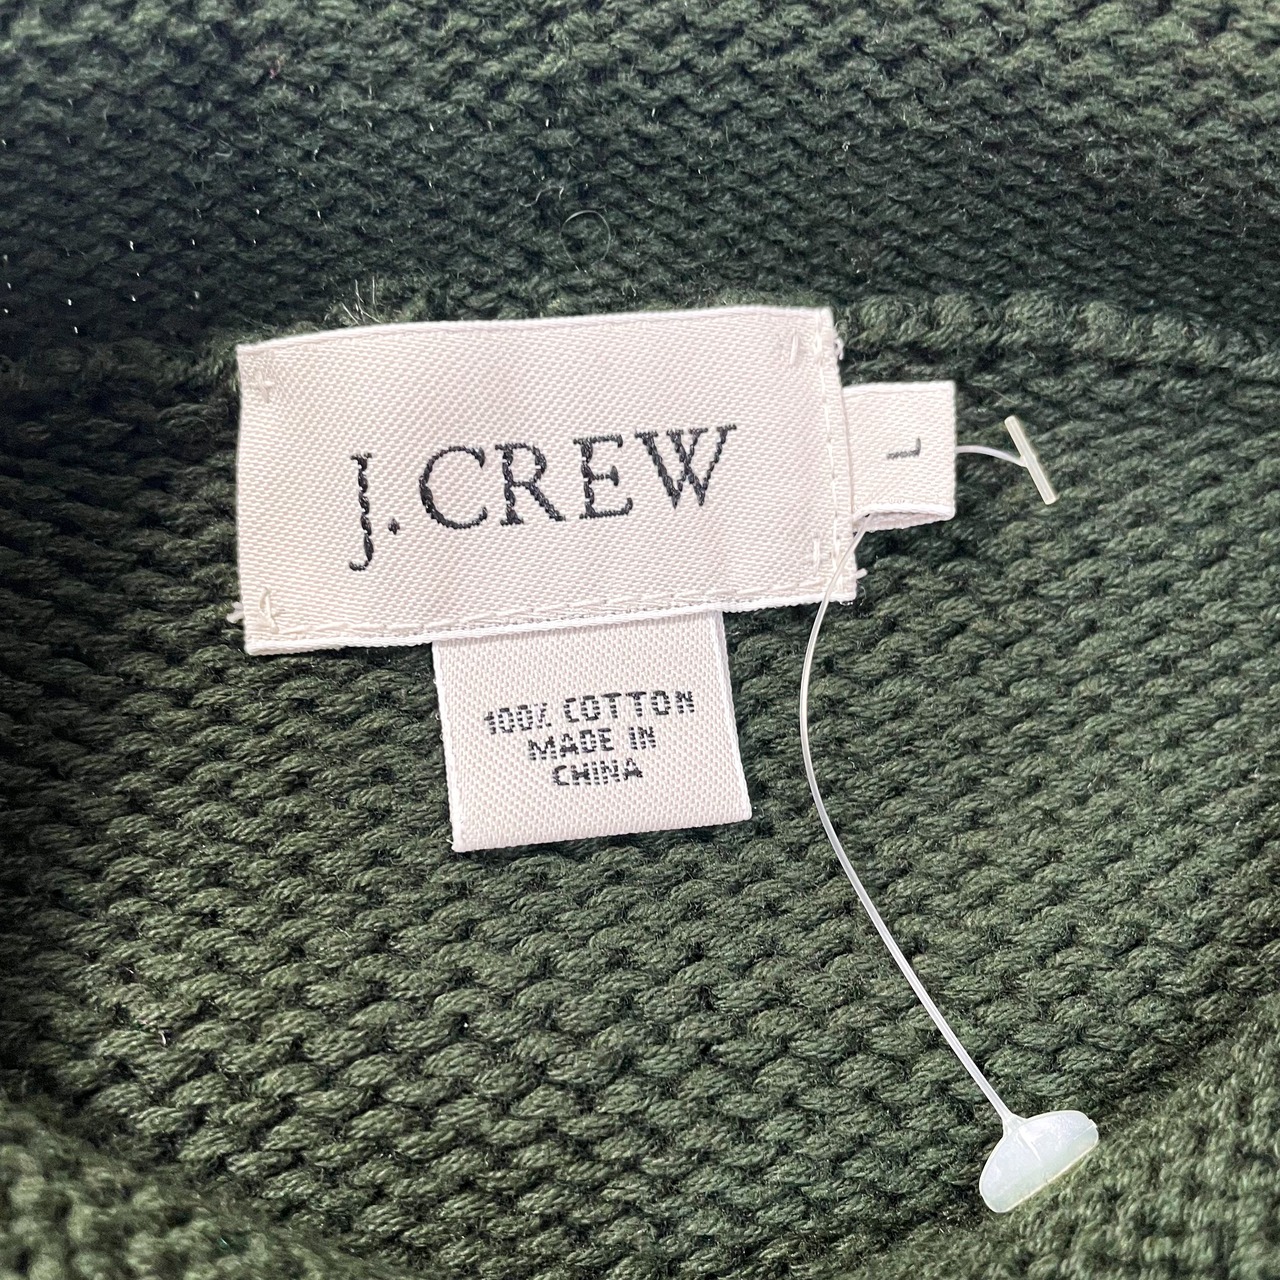 J.CREW
L
100% COTTON
MADE IN
CHINA